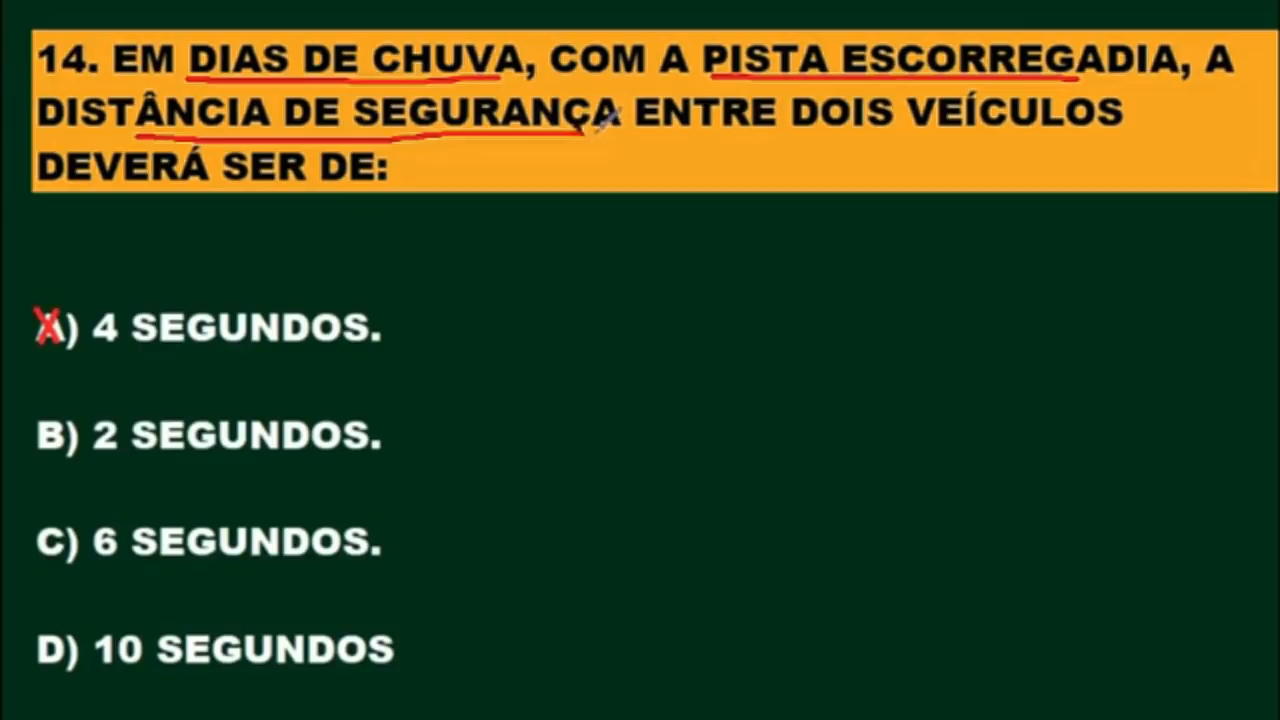 14. EM DIAS DE CHUVA, COM A PISTA ESCORREGADIA, A
DISTÂNCIA DE SEGURANÇA ENTRE DOIS VEÍCULOS
DEVERÁ SER DE:
A) 4 SEGUNDOS.
B) 2 SEGUNDOS.
C) 6 SEGUNDOS.
D) 10 SEGUNDOS